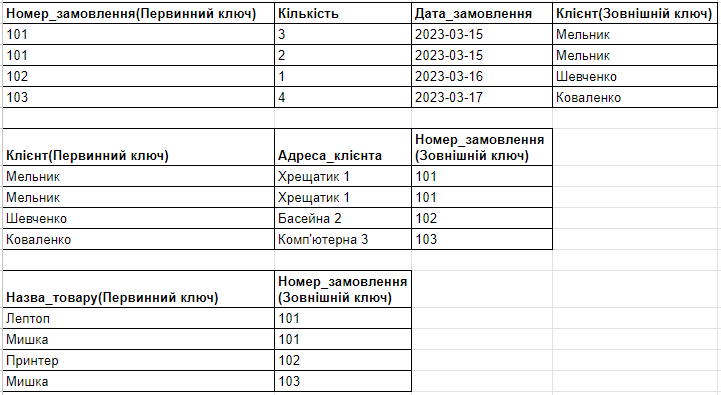 Номер_замовлення(Первинний ключ) Кількість Дата_замовлення Клієнт(Зовнішній ключ)
101 3 2023-03-15 Мельник
101 2 2023-03-15 Мельник
102 1 2023-03-16 Шевченко
103 4 2023-03-17 Коваленко
Клієнт(Первинний ключ) Адреса_клієнта Номер_замовлення
(Зовнішній ключ)
Мельник Хрещатик 1 101
Мельник Хрещатик 1 101
Шевченко Басейна 2 102
Коваленко Комп'ютерна 3 103
Назва_товару(Первинний ключ) Номер_замовлення
(Зовнішній ключ)
Лептоп 101
Мишка 101
Принтер 102
Мишка 103